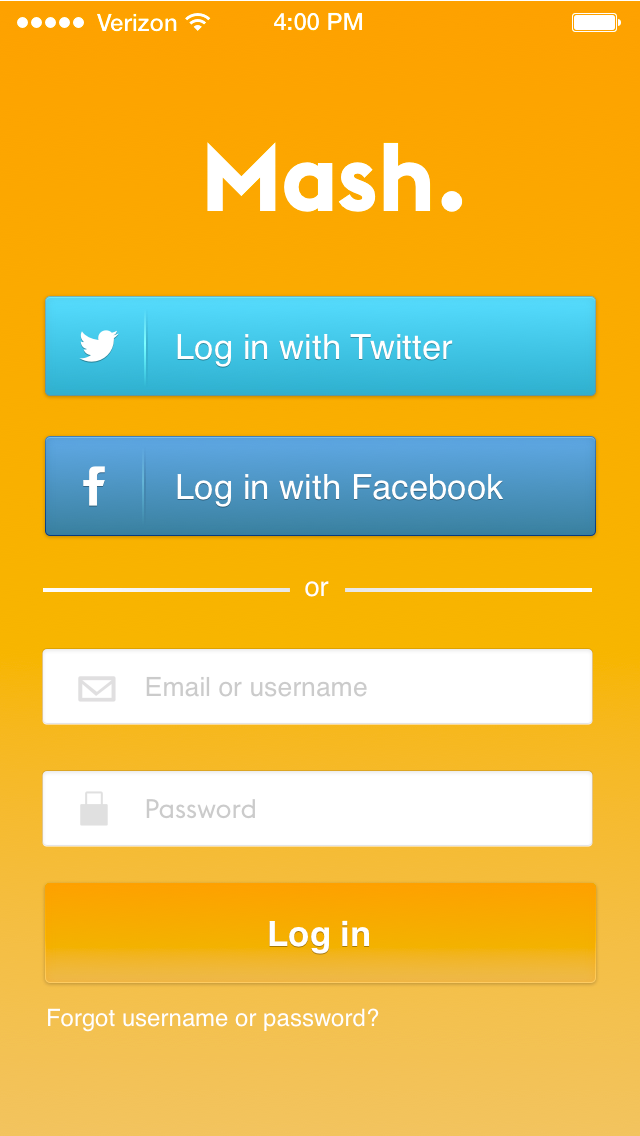 Verizon 4:00 PM
Mash.
Log in with Twitter
Log in with Facebook
or
Email or username
Password
Log in
Forgot username or password?